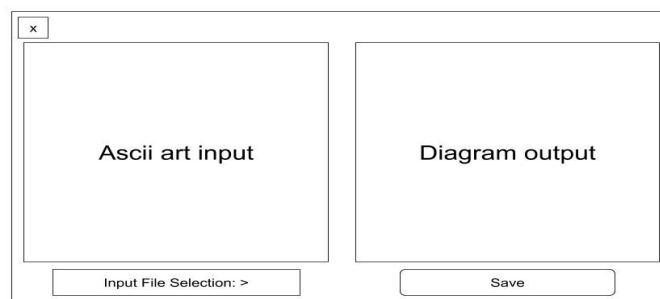 x
Ascii art input
Diagram output
Input File Selection: >
Save